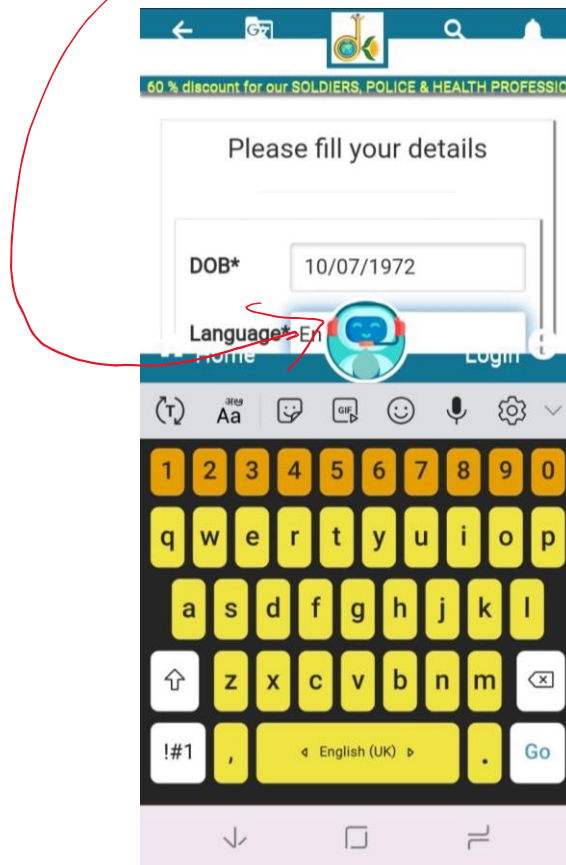 60 % discount for our SOLDIERS, POLICE & HEALTH PROFESSIO
Please fill your details
DOB* 10/07/1972
Language* En
Home Login
T Aa GIF
1 2 3 4 5 6 7 8 9 0
q w e r t y u i o p
a s d f g h j k l
z x c v b n m
!#1 , English (UK) . Go